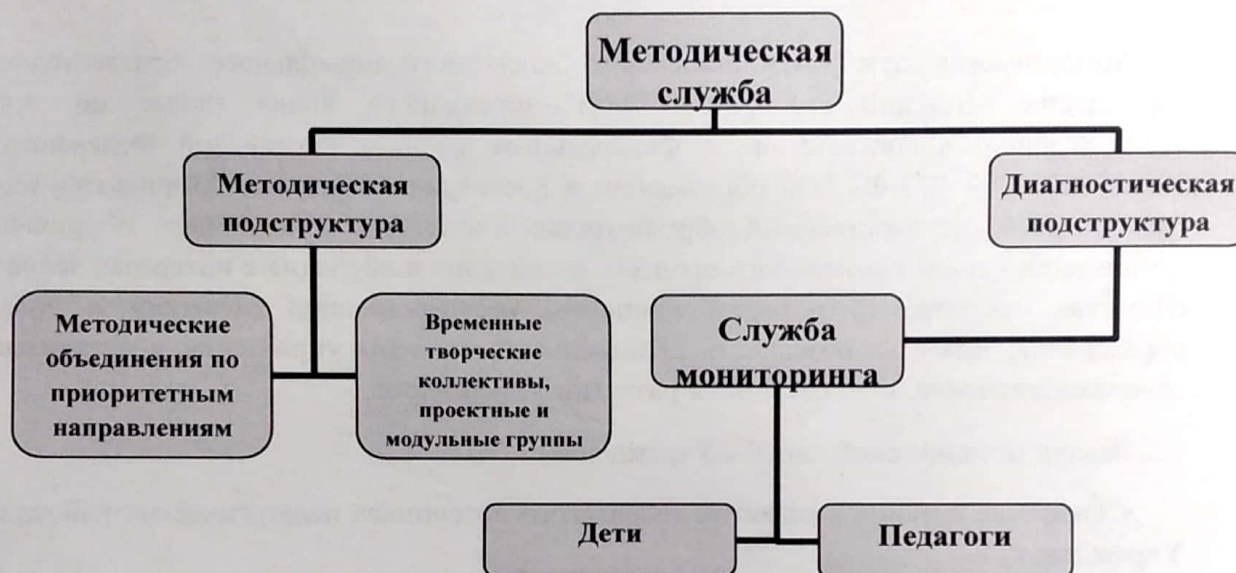 Методическая
служба
Методическая
подструктура
Диагностическая
подструктура
Методические
объединения по
приоритетным
направлениям
Временные
творческие
коллективы,
проектные и
модульные группы
Служба
мониторинга
Дети
Педагоги